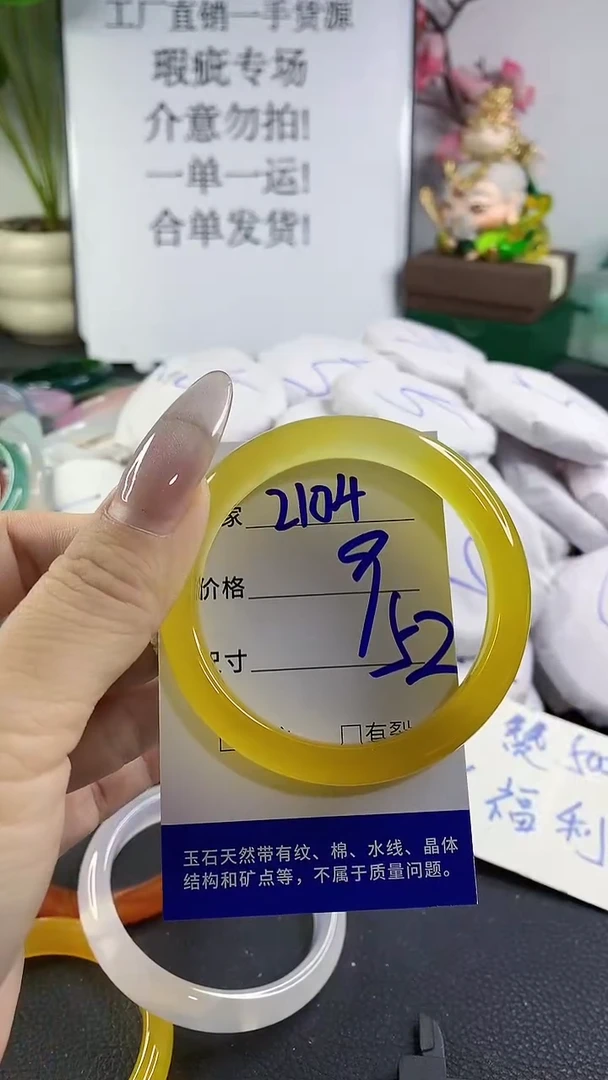 工厂直销一手货源
瑕疵专场
介意勿拍!
一单一运!
合单发货!
家 2104
价格 9
尺寸 52
有裂
赞 500
福利
玉石天然带有纹、棉、水线、晶体
结构和矿点等，不属于质量问题。